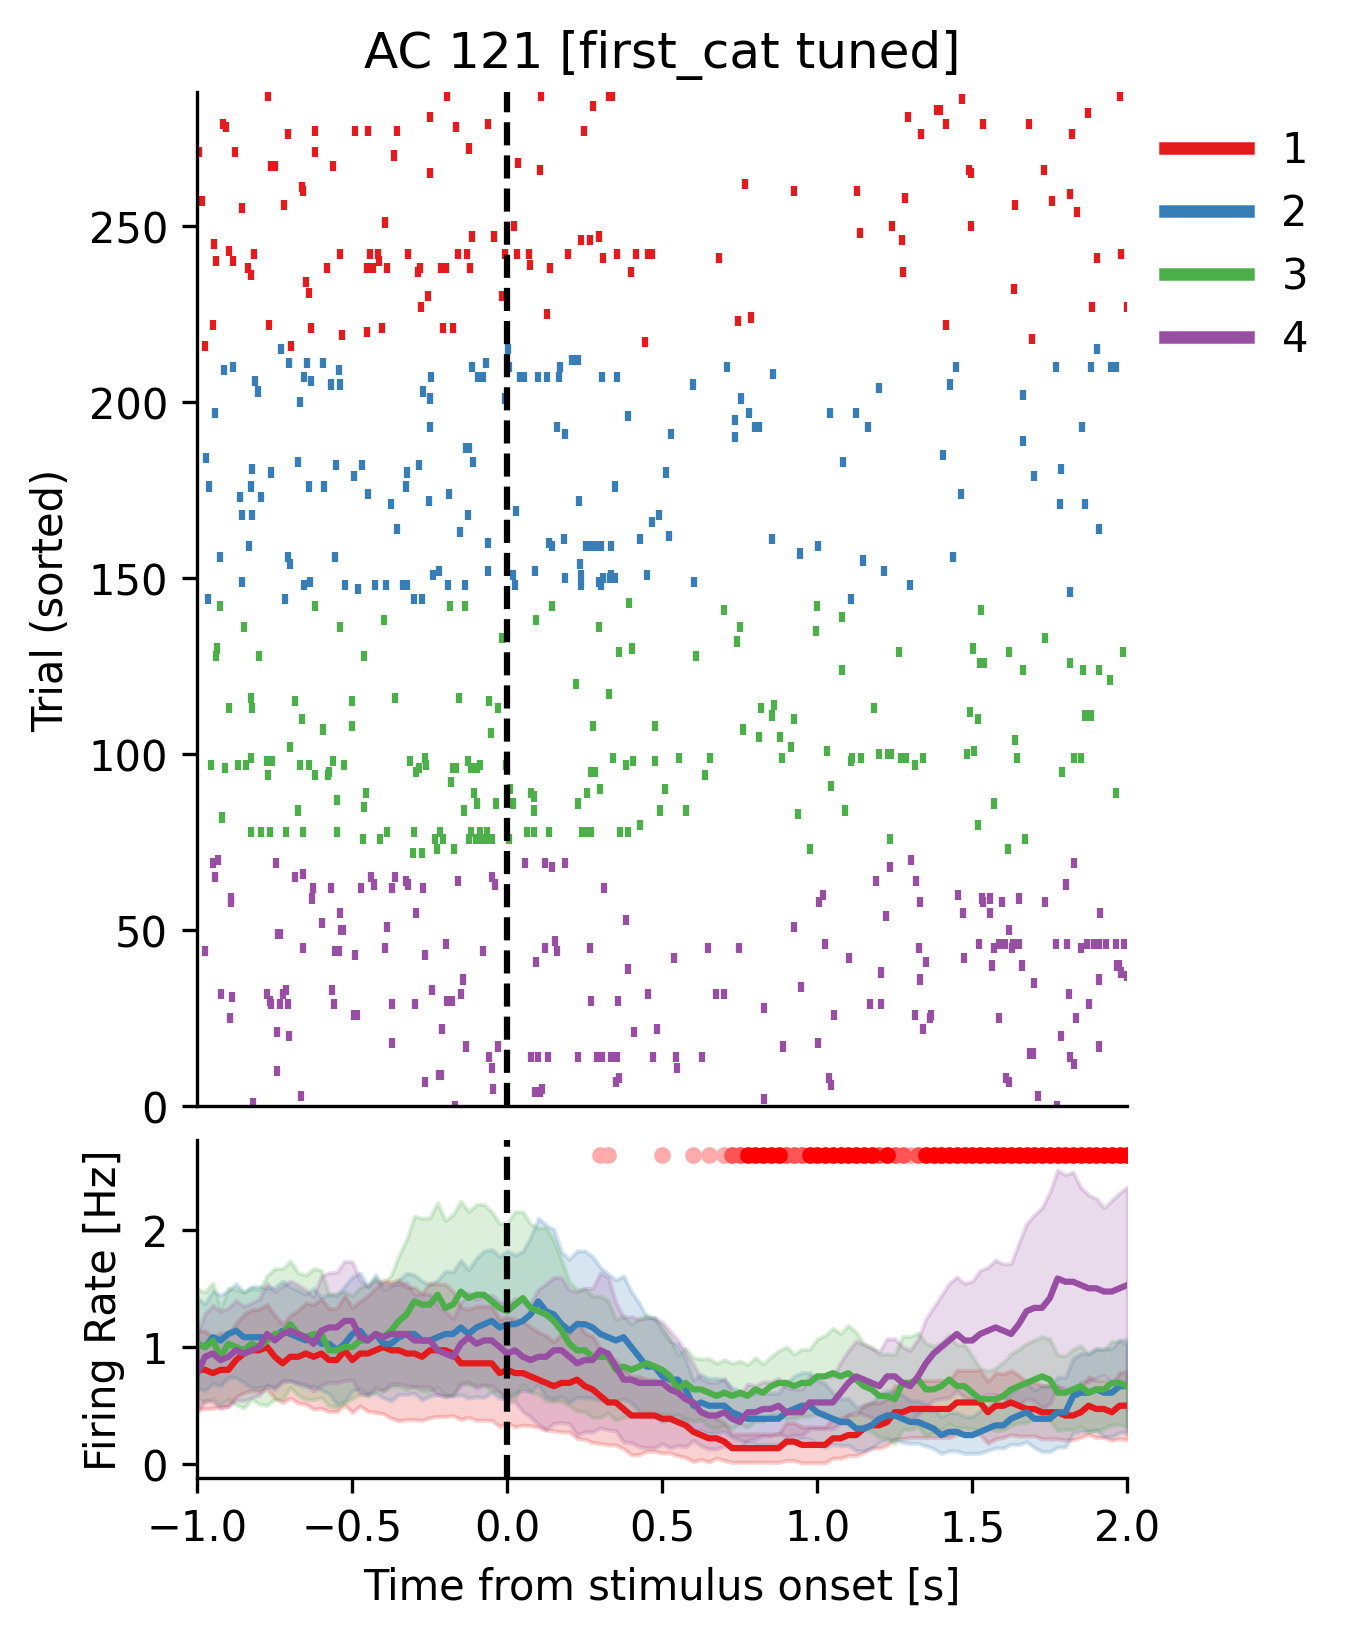 AC 121 [first_cat tuned]
1
2
3
4
250
200
150
100
50
0
Trial (sorted)
2
1
0
Firing Rate [Hz]
−1.0 −0.5 0.0 0.5 1.0 1.5 2.0
Time from stimulus onset [s]